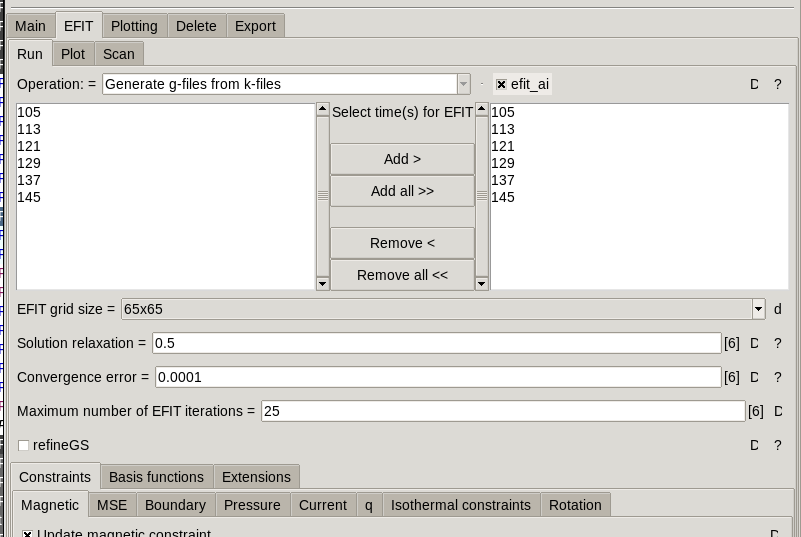 Main EFIT Plotting Delete Export
Run Plot Scan
Operation: = Generate g-files from k-files efit_ai D ?
105 Select time(s) for EFIT 105
113 113
121 121
129 Add > 129
137 137
145 Add all >> 145
Remove <
Remove all <<
EFIT grid size = 65x65 d
Solution relaxation = 0.5 [6] D ?
Convergence error = 0.0001 [6] D ?
Maximum number of EFIT iterations = 25 [6] D
refineGS D ?
Constraints Basis functions Extensions
Magnetic MSE Boundary Pressure Current q Isothermal constraints Rotation
Update magnetic constraint D